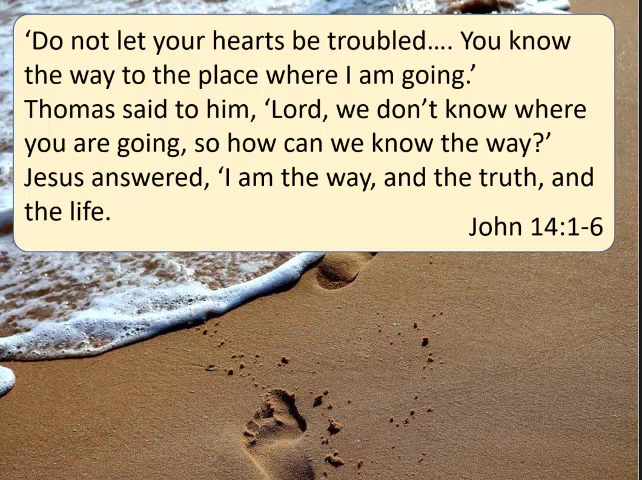 ‘Do not let your hearts be troubled…. You know
the way to the place where I am going.’
Thomas said to him, ‘Lord, we don’t know where
you are going, so how can we know the way?’
Jesus answered, ‘I am the way, and the truth, and
the life.
John 14:1-6